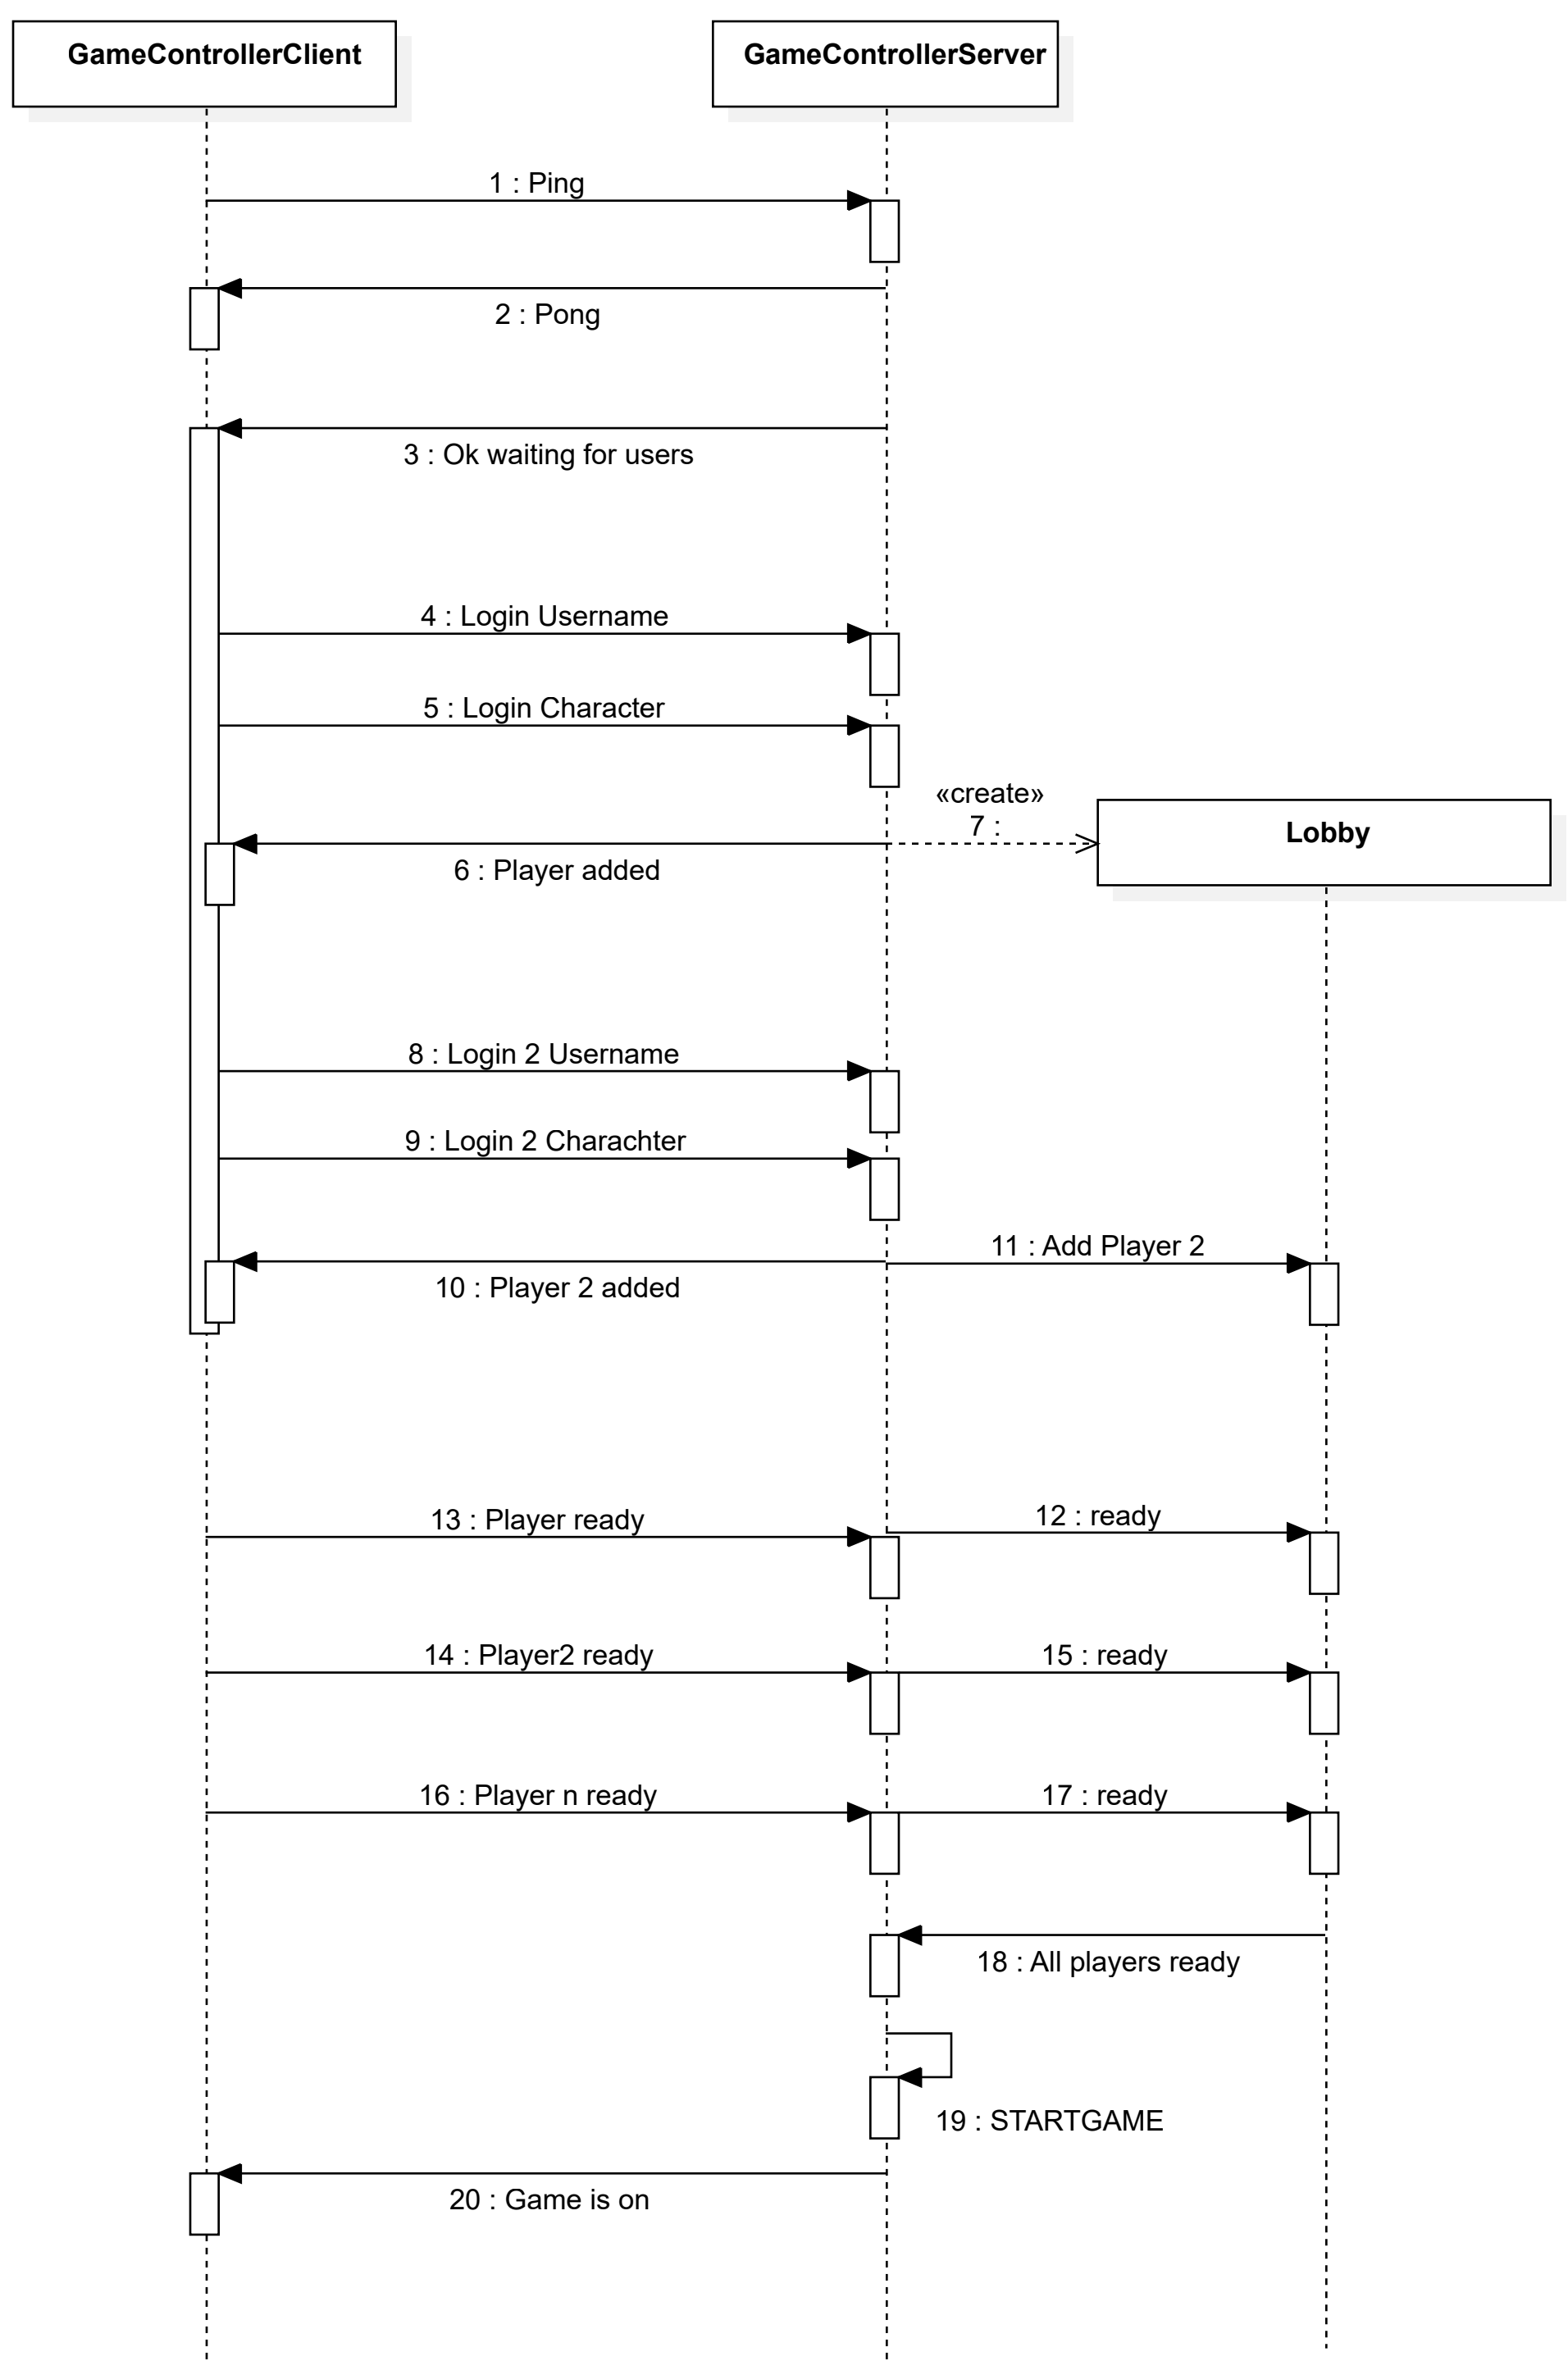 GameControllerClient
GameControllerServer
1 : Ping
2 : Pong
3 : Ok waiting for users
4 : Login Username
5 : Login Character
«create»
7 :
Lobby
6 : Player added
8 : Login 2 Username
9 : Login 2 Charachter
11 : Add Player 2
10 : Player 2 added
13 : Player ready
12 : ready
14 : Player2 ready
15 : ready
16 : Player n ready
17 : ready
18 : All players ready
19 : STARTGAME
20 : Game is on